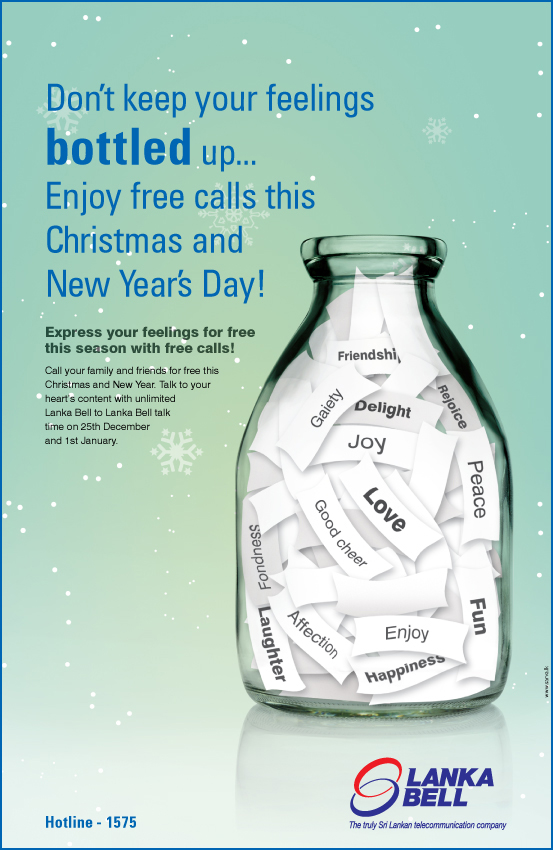 Don't keep your feelings
bottled up...
Enjoy free calls this
Christmas and
New Year's Day!
Express your feelings for free
this season with free calls!
Call your family and friends for free this
Christmas and New Year. Talk to your
heart's content with unlimited
Lanka Bell to Lanka Bell talk
time on 25th December
and 1st January.
Friendship
Gaiety
Delight
Rejoice
Joy
Peace
Love
Good cheer
Fondness
Laughter
Affection
Enjoy
Fun
Happiness
LANKA
BELL
The truly Sri Lankan telecommunication company
Hotline - 1575